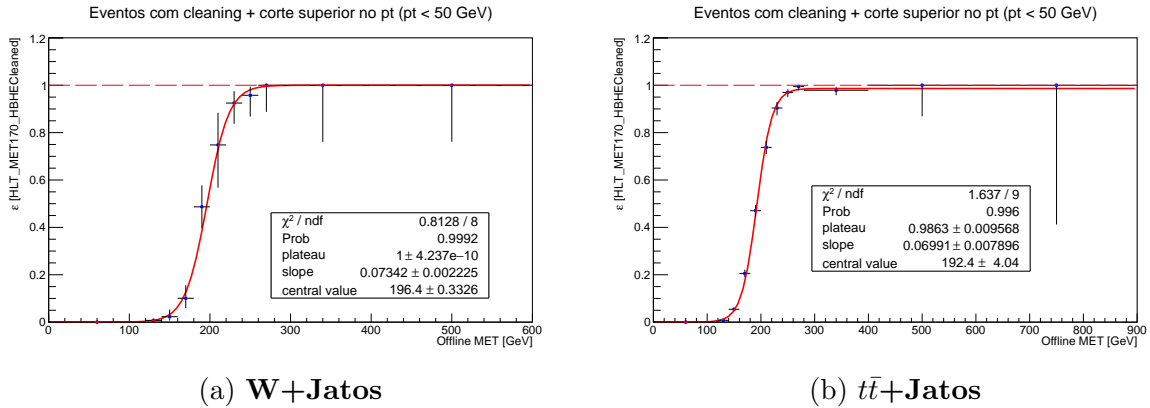 Eventos com cleaning + corte superior no pt (pt < 50 GeV)
ε [HLT_MET170_HBHECleaned]
1.2
1
0.8
0.6
0.4
0.2
0
0 100 200 300 400 500 600
Offline MET [GeV]
χ² / ndf 0.8128 / 8
Prob 0.9992
plateau 1 ± 4.237e−10
slope 0.07342 ± 0.002225
central value 196.4 ± 0.3326
(a) W+Jatos
Eventos com cleaning + corte superior no pt (pt < 50 GeV)
ε [HLT_MET170_HBHECleaned]
1.2
1
0.8
0.6
0.4
0.2
0
0 100 200 300 400 500 600 700 800 900
Offline MET [GeV]
χ² / ndf 1.637 / 9
Prob 0.996
plateau 0.9863 ± 0.009568
slope 0.06991 ± 0.007896
central value 192.4 ± 4.04
(b) tt̄+Jatos